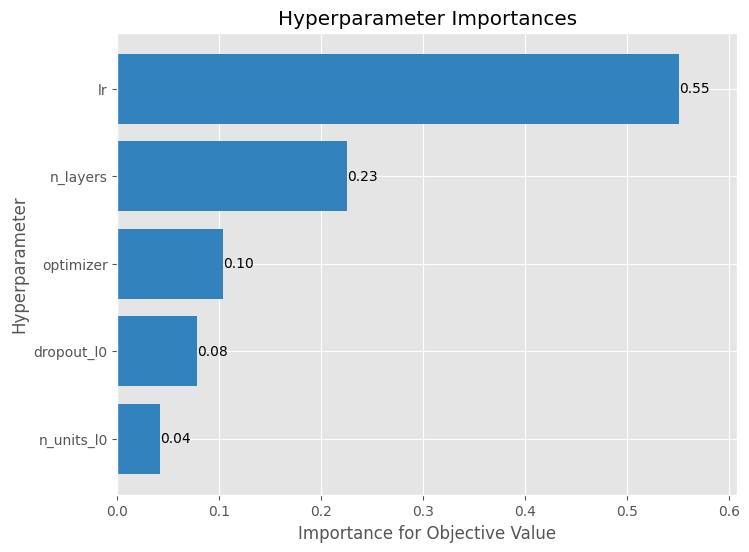 Hyperparameter Importances
Hyperparameter
lr
0.55
n_layers
0.23
optimizer
0.10
dropout_l0
0.08
n_units_l0
0.04
0.0 0.1 0.2 0.3 0.4 0.5 0.6
Importance for Objective Value